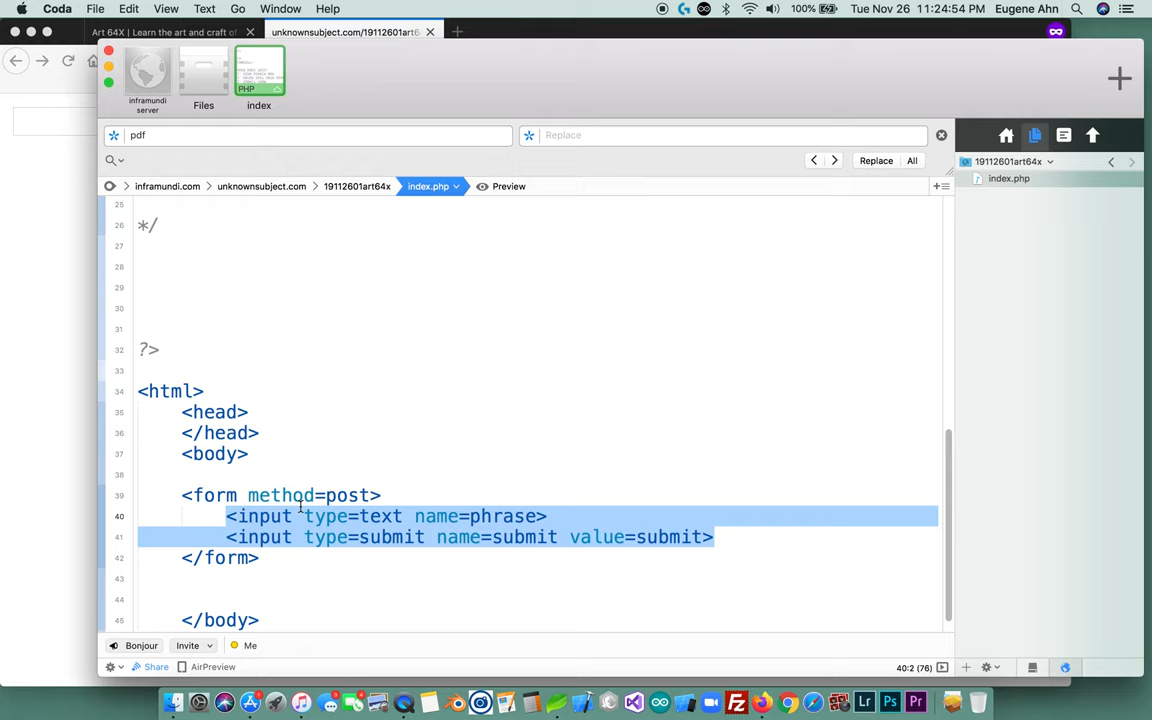 Coda File Edit View Text Go Window Help 100% Tue Nov 26 11:24:54 PM Eugene Ahn
Art 64X | Learn the art and craft of
unknownsubject.com/19112601art6
inframundi
server
Files
PHP
index
pdf
Replace
Replace All
inframundi.com unknownsubject.com 19112601art64x index.php Preview
19112601art64x
index.php
25
26 */
27
28
29
30
31
32 ?>
33
34 <html>
35 <head>
36 </head>
37 <body>
38
39 <form method=post>
40 <input type=text name=phrase>
41 <input type=submit name=submit value=submit>
42 </form>
43
44
45 </body>
Bonjour Invite Me
Share AirPreview
40:2 (76)